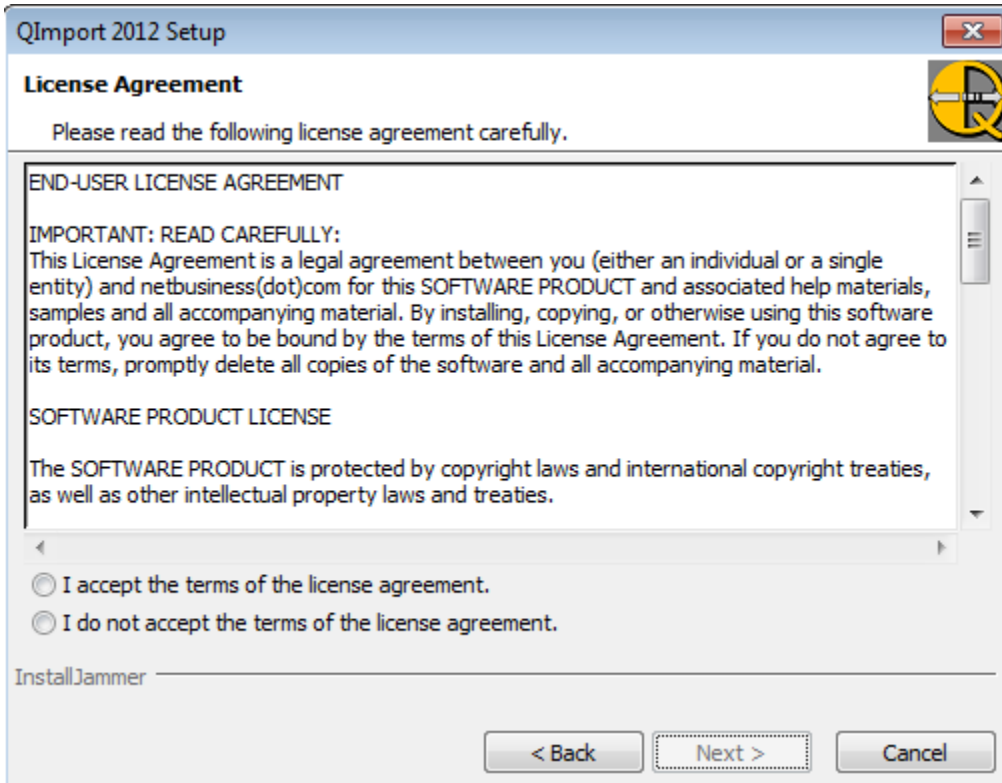 QImport 2012 Setup
License Agreement
Please read the following license agreement carefully.
END-USER LICENSE AGREEMENT
IMPORTANT: READ CAREFULLY:
This License Agreement is a legal agreement between you (either an individual or a single
entity) and netbusiness(dot)com for this SOFTWARE PRODUCT and associated help materials,
samples and all accompanying material. By installing, copying, or otherwise using this software
product, you agree to be bound by the terms of this License Agreement. If you do not agree to
its terms, promptly delete all copies of the software and all accompanying material.
SOFTWARE PRODUCT LICENSE
The SOFTWARE PRODUCT is protected by copyright laws and international copyright treaties,
as well as other intellectual property laws and treaties.
I accept the terms of the license agreement.
I do not accept the terms of the license agreement.
InstallJammer
< Back Next > Cancel